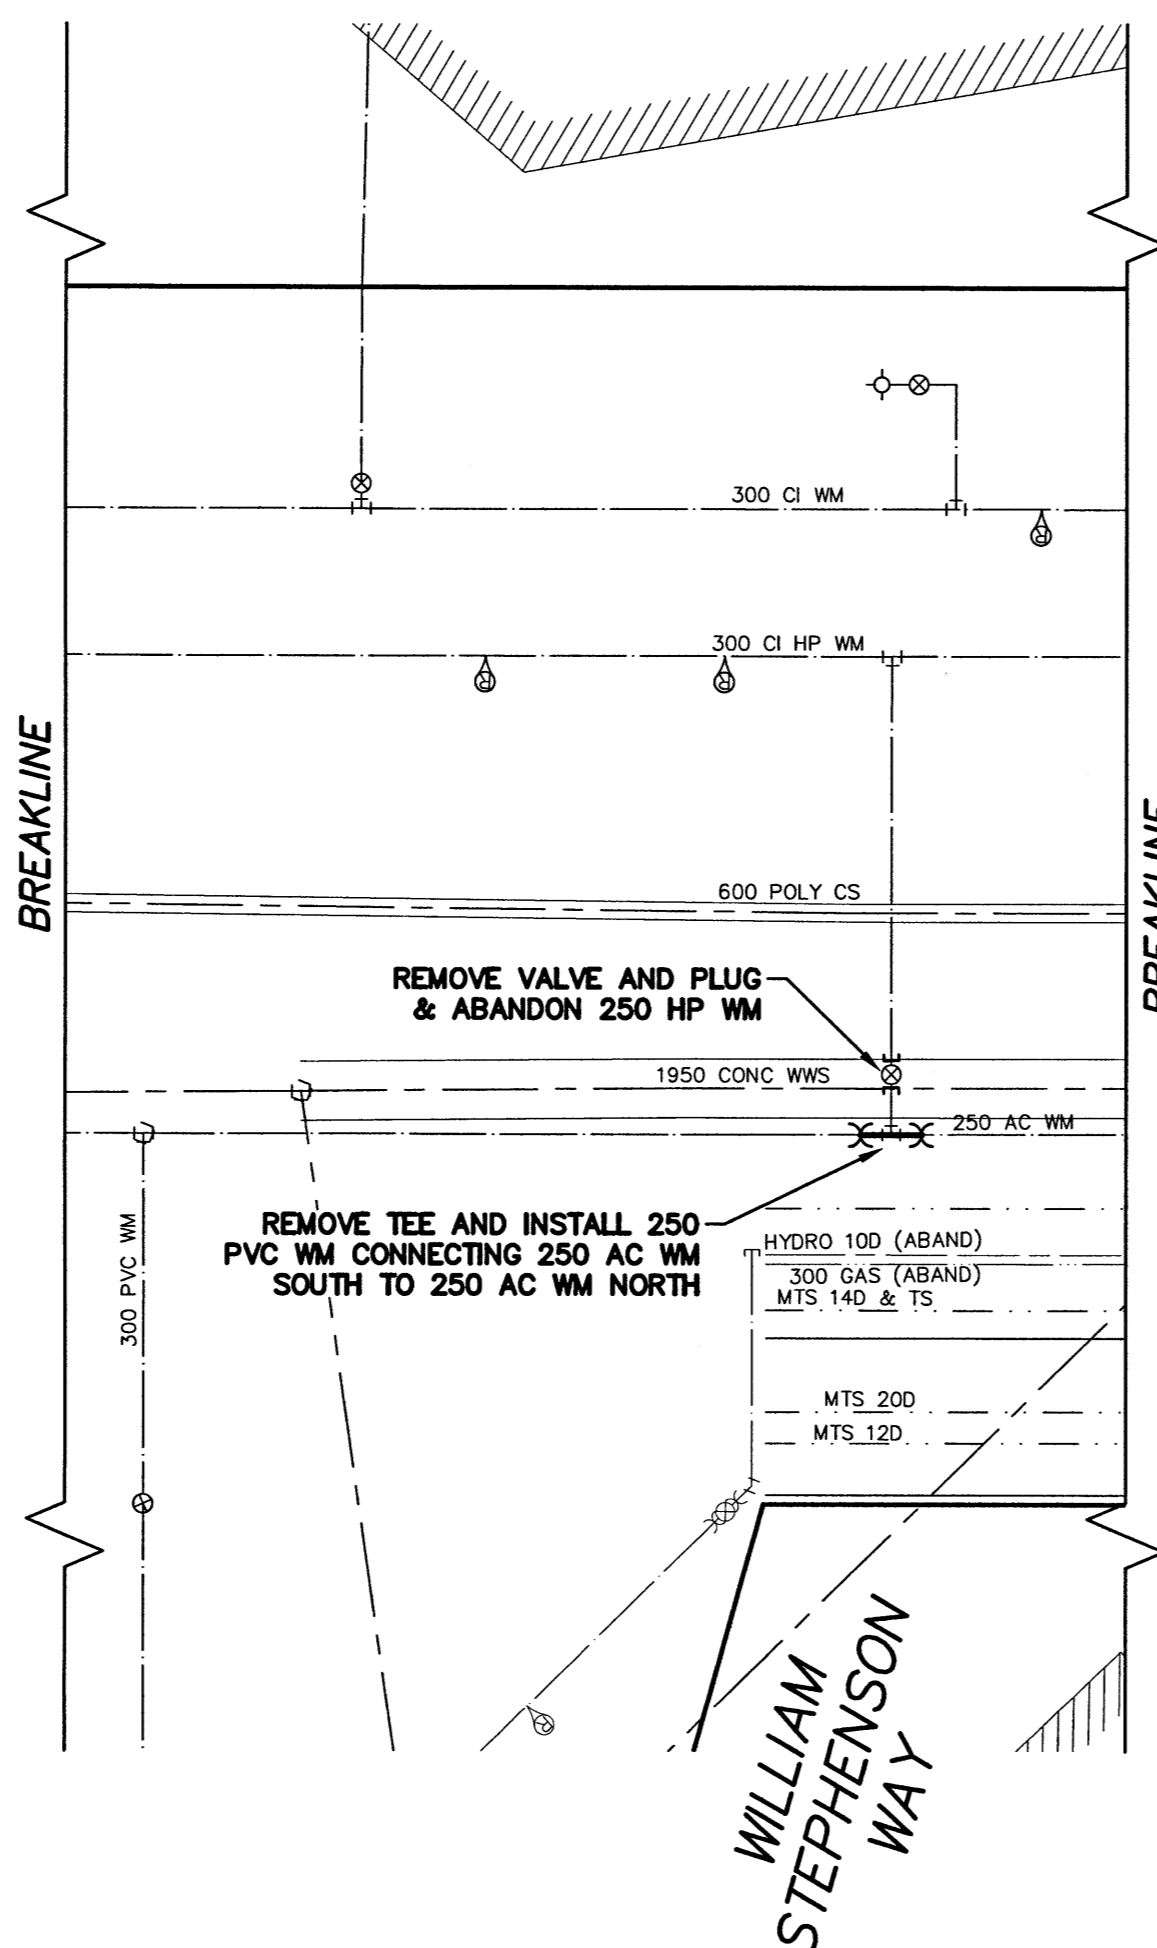 300 CI WM
300 CI HP WM
BREAKLINE
BREAKLINE
600 POLY CS
REMOVE VALVE AND PLUG
& ABANDON 250 HP WM
1950 CONC WWS
250 AC WM
300 PVC WM
REMOVE TEE AND INSTALL 250
PVC WM CONNECTING 250 AC WM
SOUTH TO 250 AC WM NORTH
HYDRO 10D (ABAND)
300 GAS (ABAND)
MTS 14D & TS
MTS 20D
MTS 12D
R
R
R
R
WILLIAM
STEPHENSON
WAY